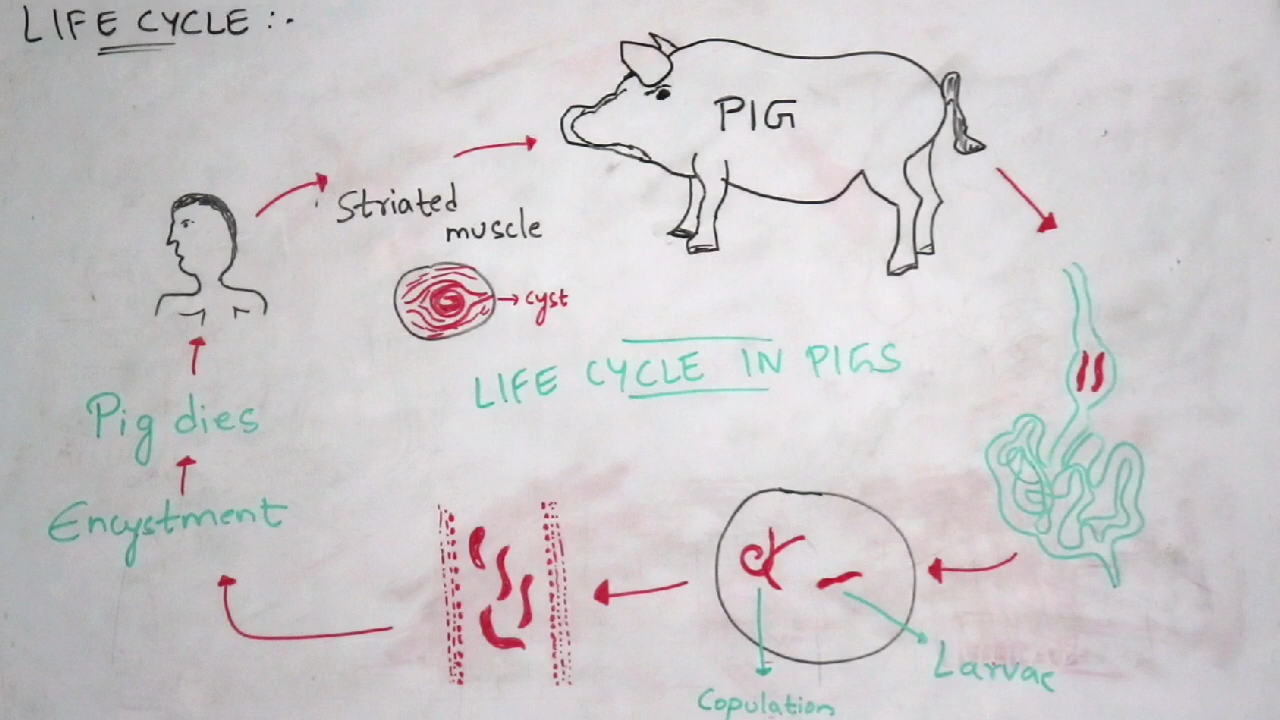 LIFE CYCLE :-
PIG
Striated
muscle
cyst
LIFE CYCLE IN PIGS
Pig dies
Encystment
Larvae
Copulation